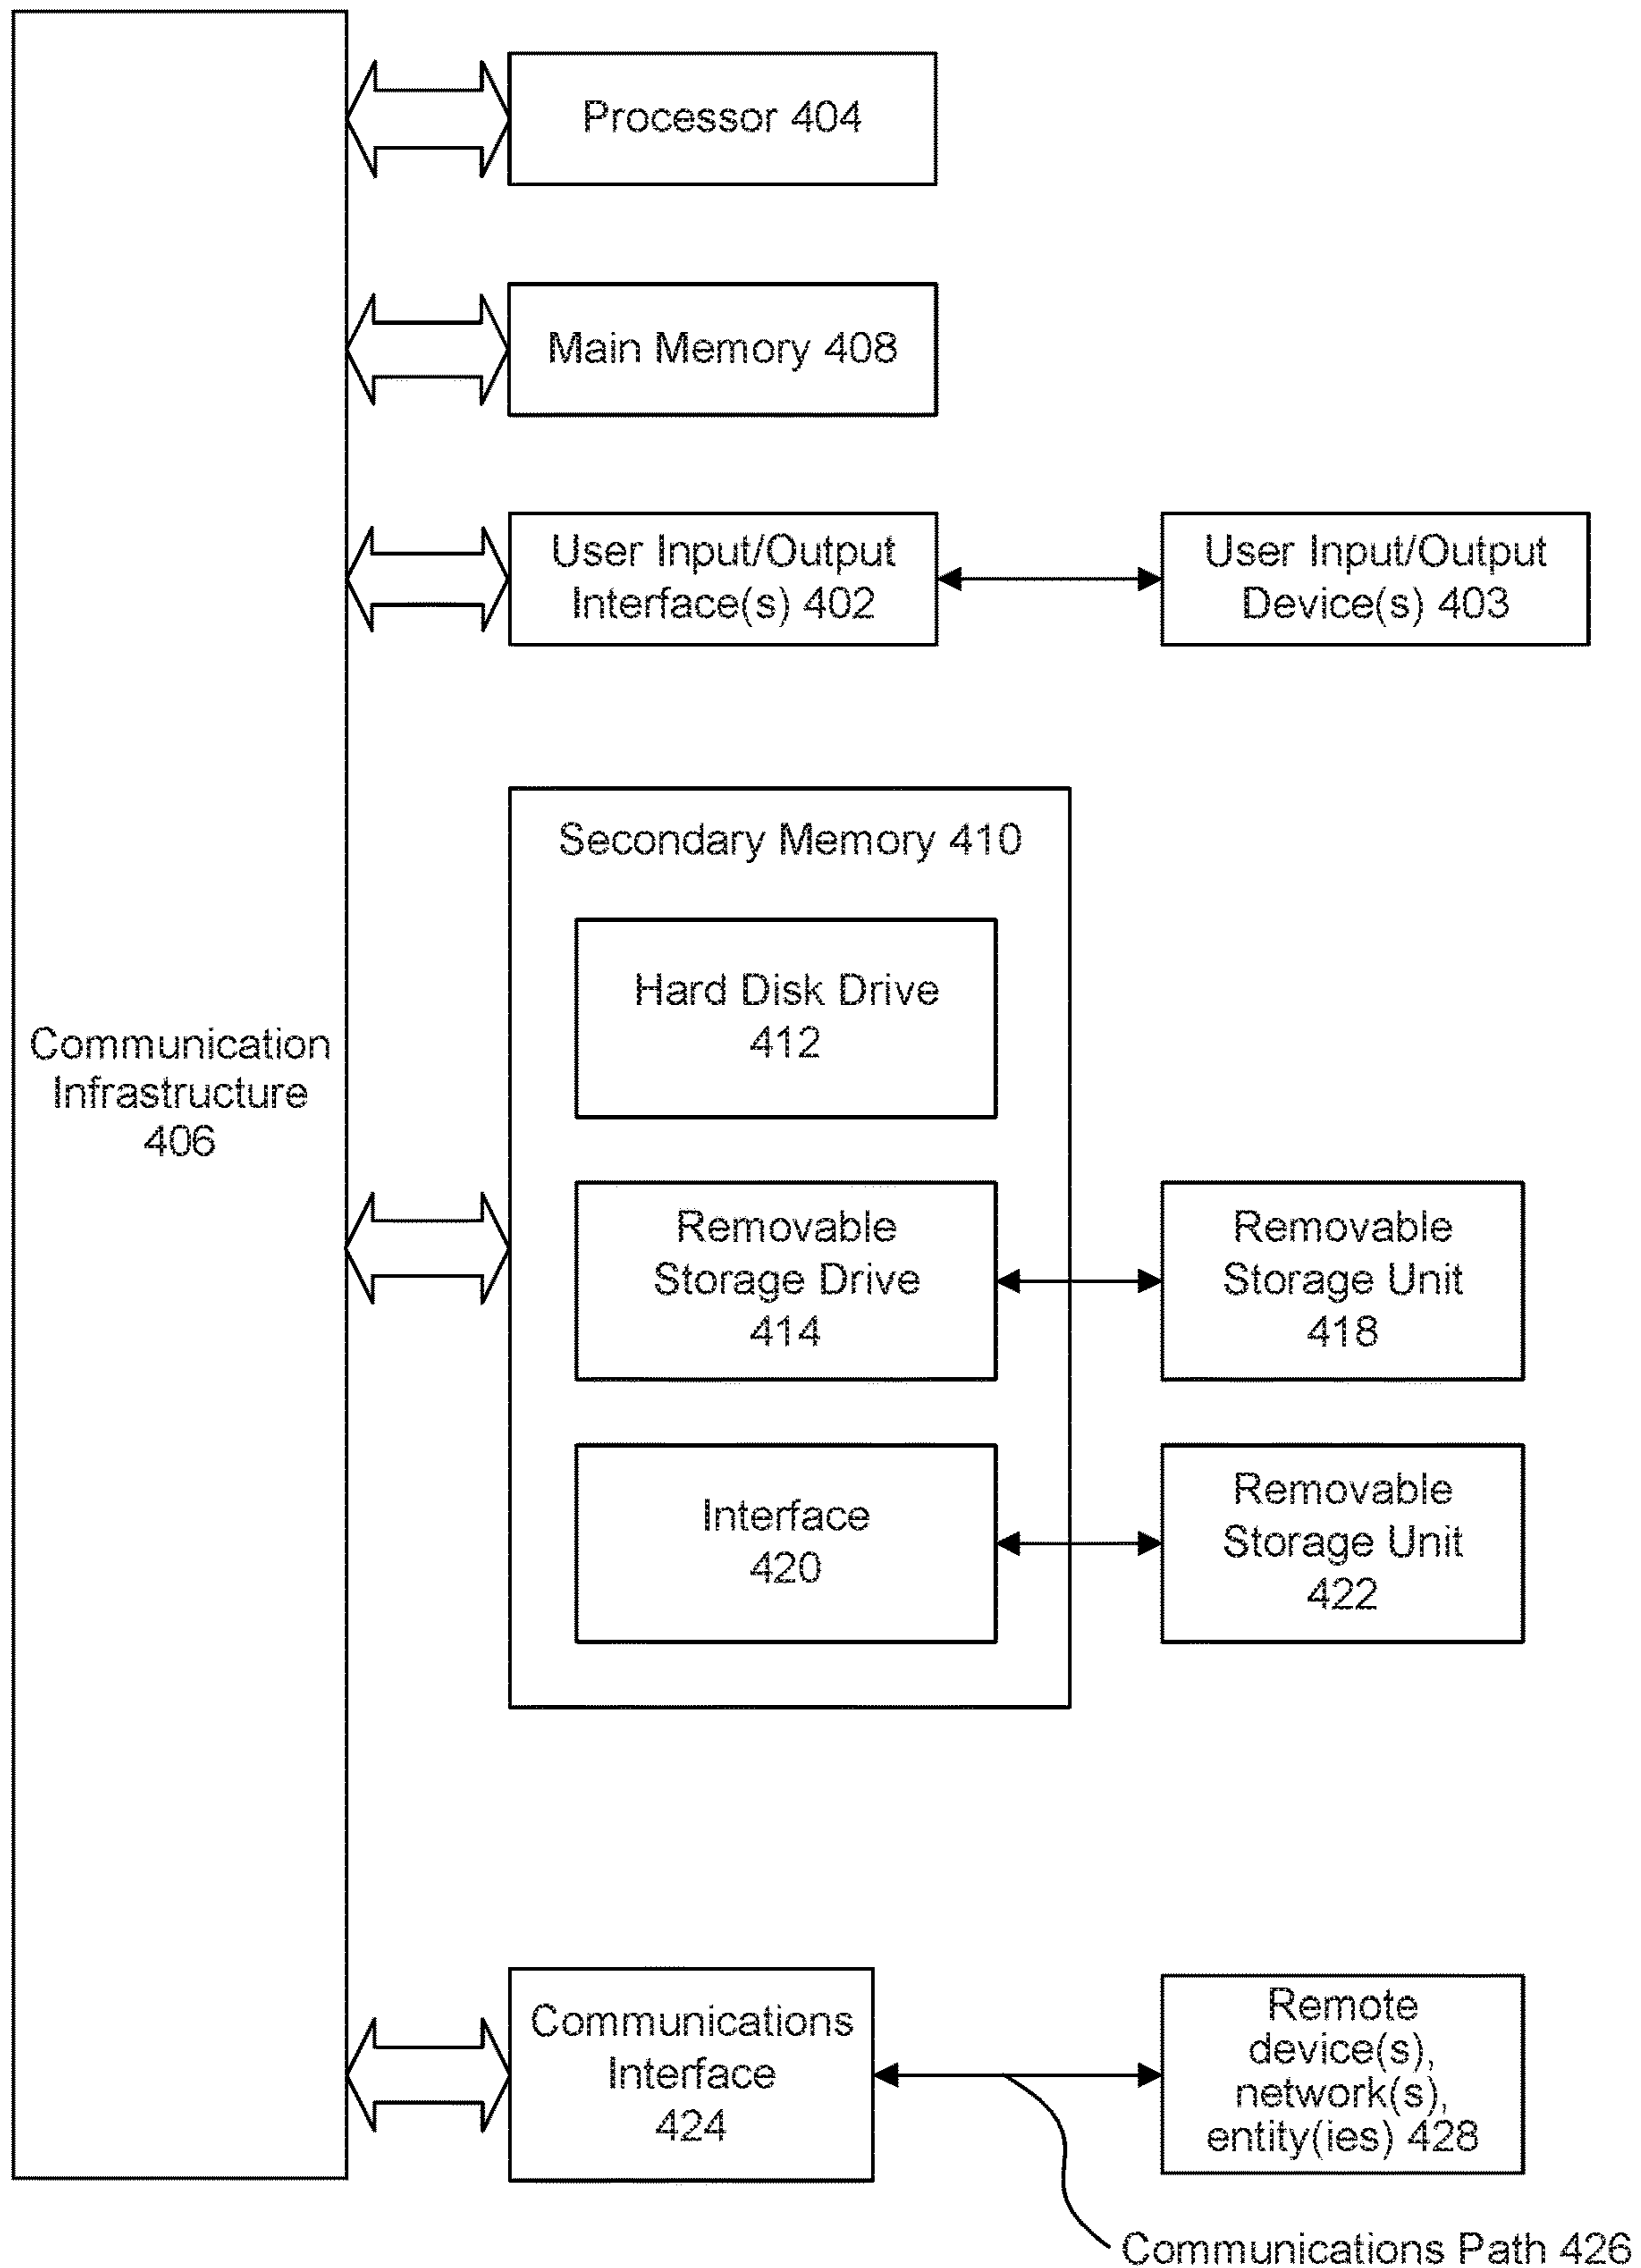 Processor 404
Main Memory 408
User Input/Output
Interface(s) 402
User Input/Output
Device(s) 403
Secondary Memory 410
Hard Disk Drive
412
Communication
Infrastructure
406
Removable
Storage Drive
414
Removable
Storage Unit
418
Interface
420
Removable
Storage Unit
422
Communications
Interface
424
Remote
device(s),
network(s),
entity(ies) 428
Communications Path 426